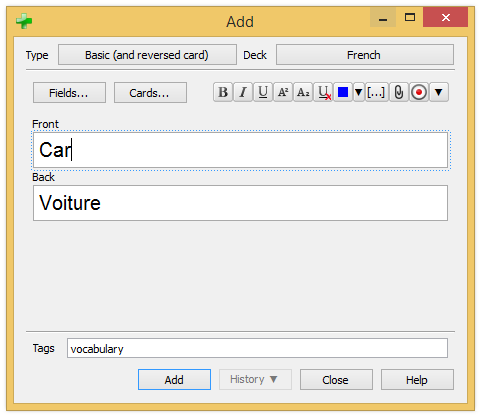 Add
Type Basic (and reversed card) Deck French
Fields... Cards... B I U A² A₂ U [...]
Front
Car
Back
Voiture
Tags vocabulary
Add History ▼ Close Help